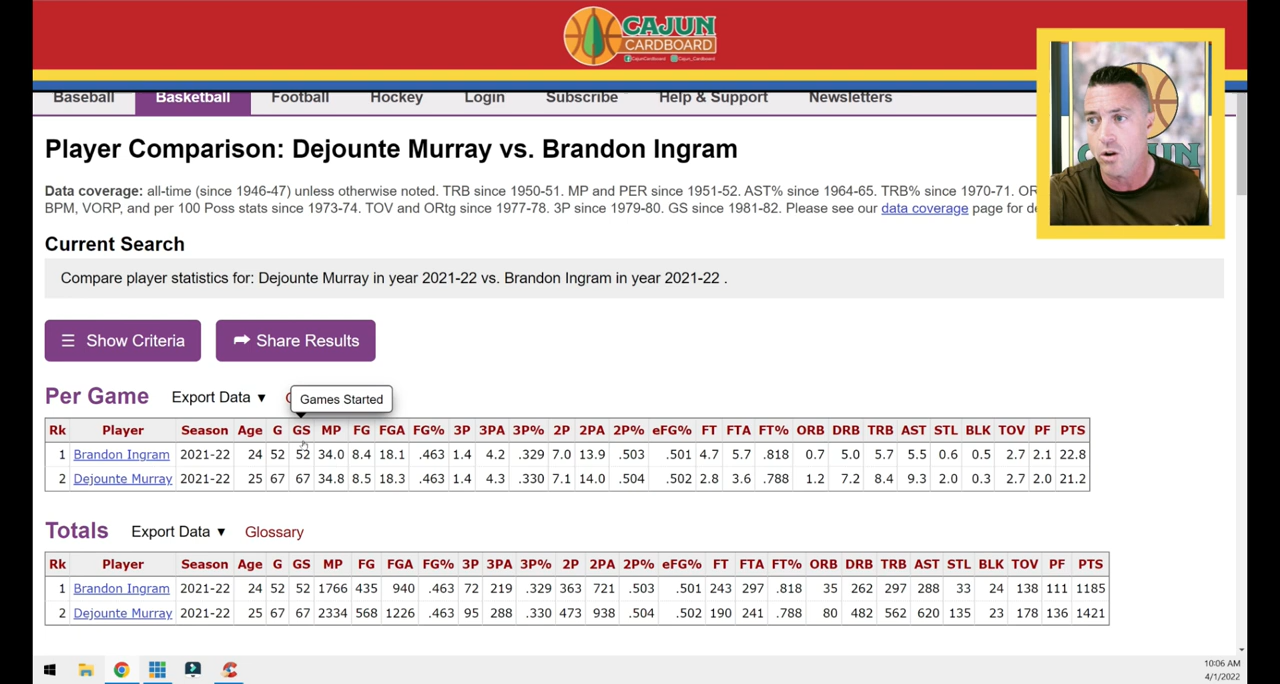 CAJUN
CARDBOARD
CajunCardboard Cajun_Cardboard
Baseball Basketball Football Hockey Login Subscribe Help & Support Newsletters
Player Comparison: Dejounte Murray vs. Brandon Ingram
Data coverage: all-time (since 1946-47) unless otherwise noted. TRB since 1950-51. MP and PER since 1951-52. AST% since 1964-65. TRB% since 1970-71. OR
BPM, VORP, and per 100 Poss stats since 1973-74. TOV and ORtg since 1977-78. 3P since 1979-80. GS since 1981-82. Please see our data coverage page for de
Current Search
Compare player statistics for: Dejounte Murray in year 2021-22 vs. Brandon Ingram in year 2021-22 .
☰ Show Criteria Share Results
Per Game Export Data ▼ Games Started
Rk Player Season Age G GS MP FG FGA FG% 3P 3PA 3P% 2P 2PA 2P% eFG% FT FTA FT% ORB DRB TRB AST STL BLK TOV PF PTS
1 Brandon Ingram 2021-22 24 52 52 34.0 8.4 18.1 .463 1.4 4.2 .329 7.0 13.9 .503 .501 4.7 5.7 .818 0.7 5.0 5.7 5.5 0.6 0.5 2.7 2.1 22.8
2 Dejounte Murray 2021-22 25 67 67 34.8 8.5 18.3 .463 1.4 4.3 .330 7.1 14.0 .504 .502 2.8 3.6 .788 1.2 7.2 8.4 9.3 2.0 0.3 2.7 2.0 21.2
Totals Export Data ▼ Glossary
Rk Player Season Age G GS MP FG FGA FG% 3P 3PA 3P% 2P 2PA 2P% eFG% FT FTA FT% ORB DRB TRB AST STL BLK TOV PF PTS
1 Brandon Ingram 2021-22 24 52 52 1766 435 940 .463 72 219 .329 363 721 .503 .501 243 297 .818 35 262 297 288 33 24 138 111 1185
2 Dejounte Murray 2021-22 25 67 67 2334 568 1226 .463 95 288 .330 473 938 .504 .502 190 241 .788 80 482 562 620 135 23 178 136 1421
10:06 AM
4/1/2022